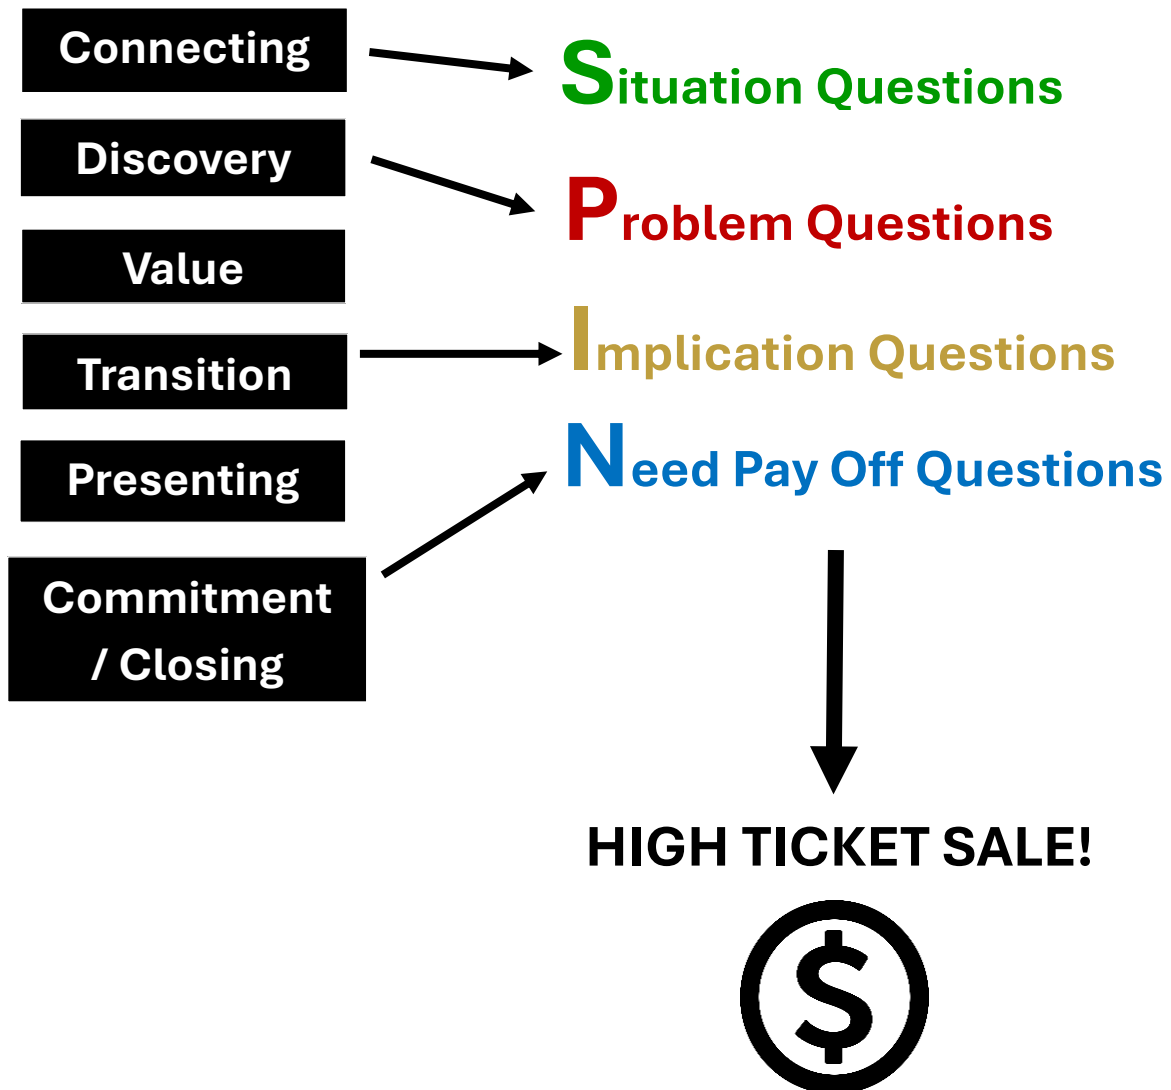 Connecting
Discovery
Value
Transition
Presenting
Commitment
/ Closing
Situation Questions
Problem Questions
Implication Questions
Need Pay Off Questions
HIGH TICKET SALE!
$